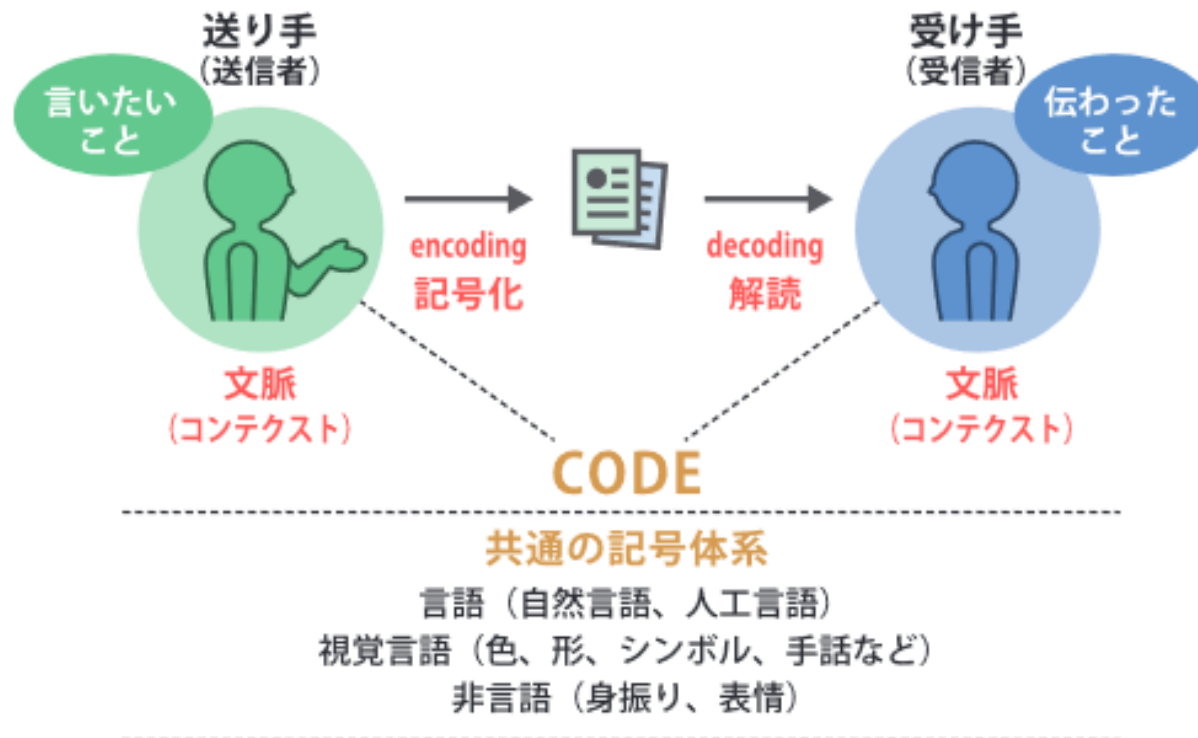 送り手
（送信者）
言いたい
こと
受け手
（受信者）
伝わった
こと
encoding
記号化
decoding
解読
文脈
（コンテクスト）
文脈
（コンテクスト）
CODE
共通の記号体系
言語（自然言語、人工言語）
視覚言語（色、形、シンボル、手話など）
非言語（身振り、表情）